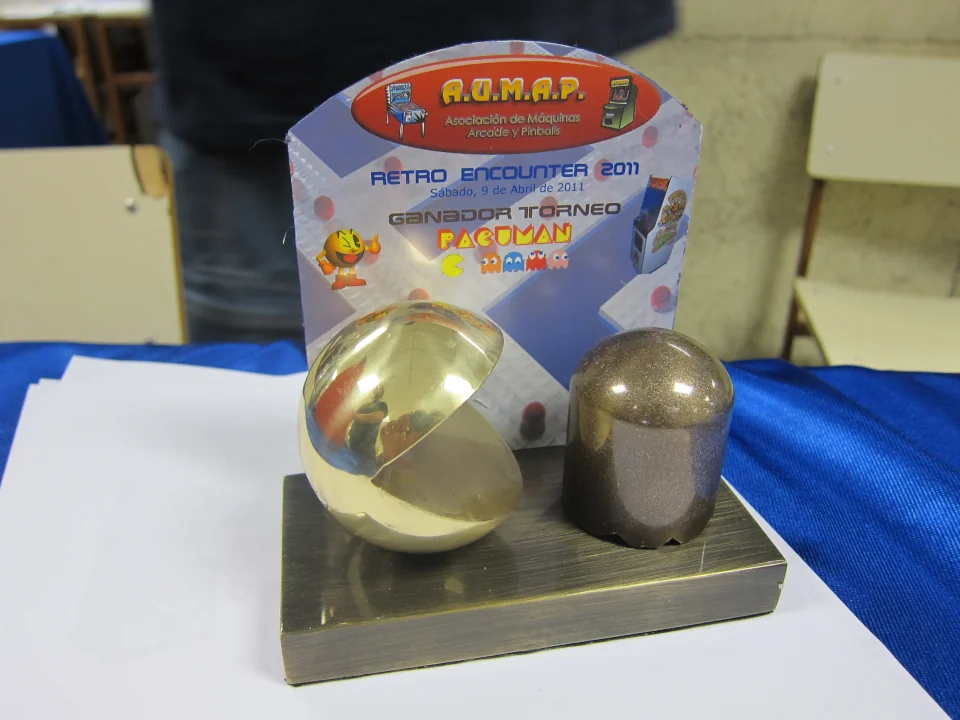 A.U.M.A.P.
Asociación de Máquinas
Arcade y Pinballs
RETRO ENCOUNTER 2011
Sábado, 9 de Abril de 2011
GANADOR TORNEO
PACUMAN